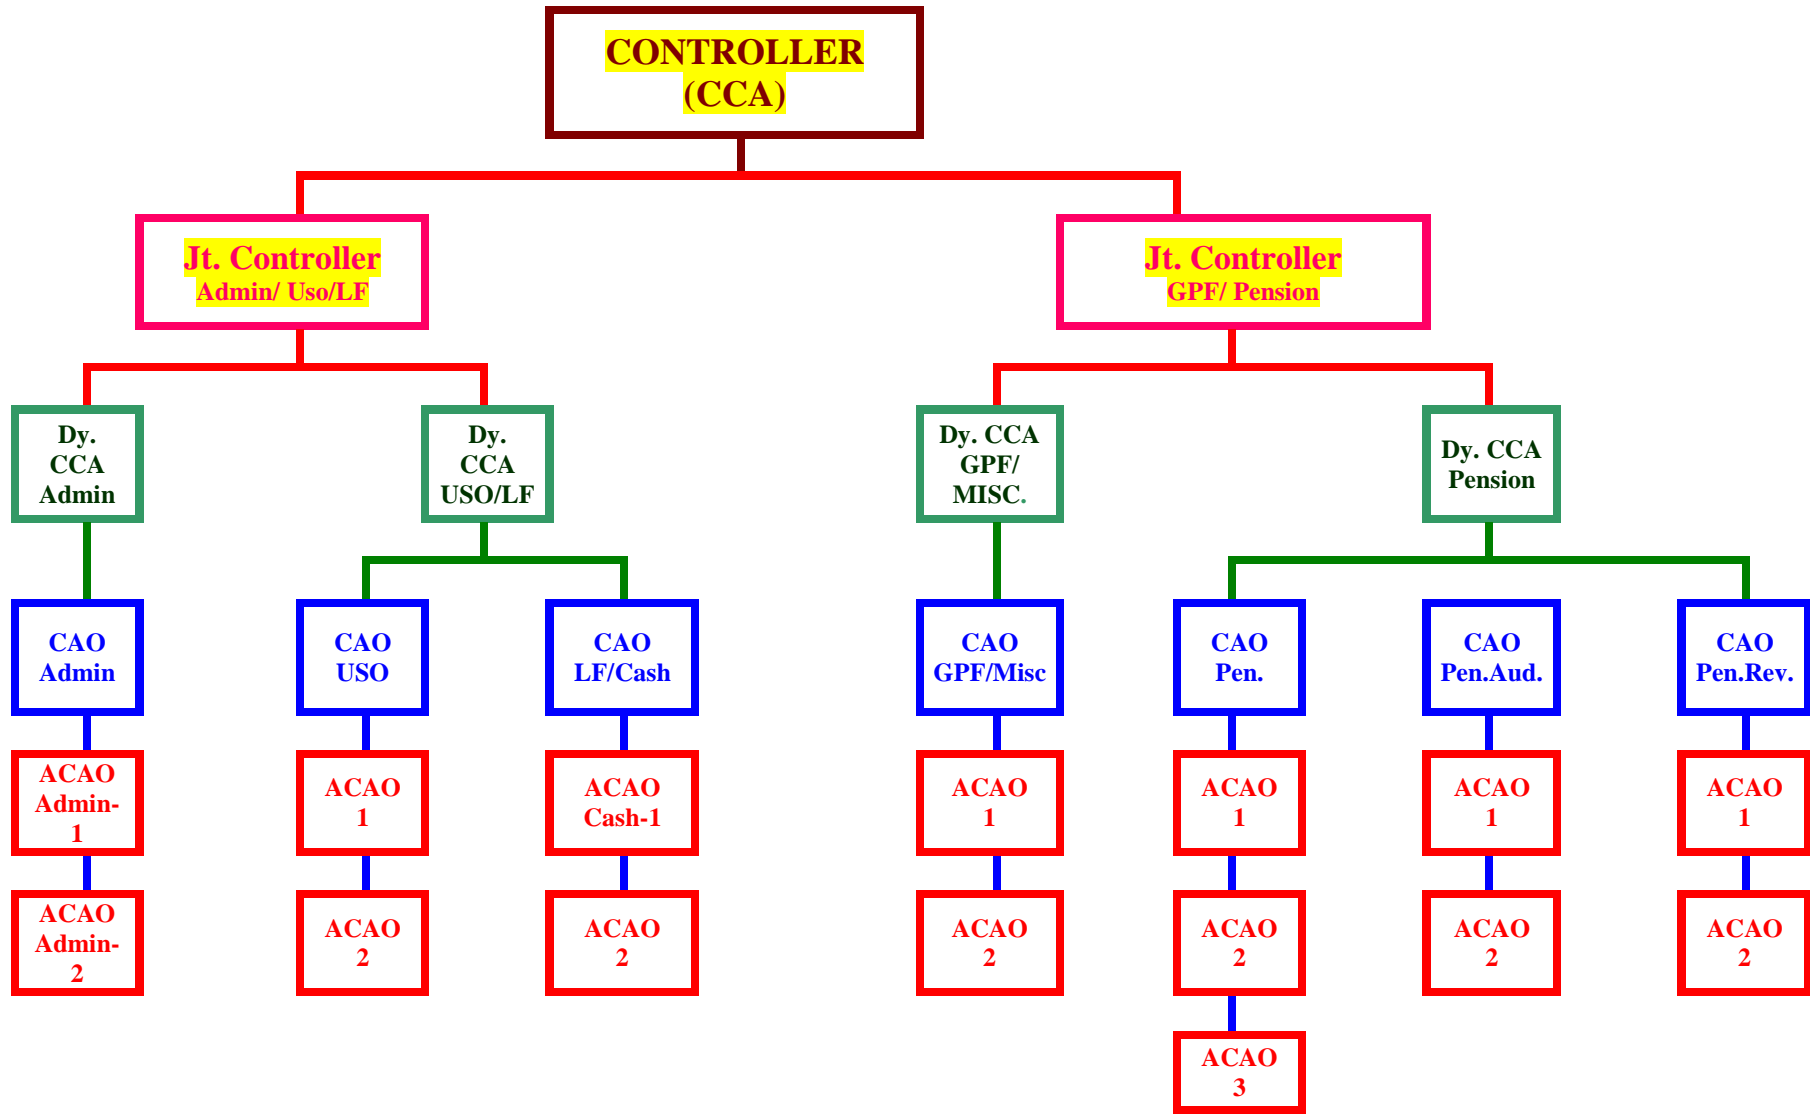 CONTROLLER
(CCA)
Jt. Controller
Admin/ Uso/LF
Jt. Controller
GPF/ Pension
Dy.
CCA
Admin
Dy.
CCA
USO/LF
Dy. CCA
GPF/
MISC.
Dy. CCA
Pension
CAO
Admin
CAO
USO
CAO
LF/Cash
CAO
GPF/Misc
CAO
Pen.
CAO
Pen.Aud.
CAO
Pen.Rev.
ACAO
Admin-
1
ACAO
1
ACAO
Cash-1
ACAO
1
ACAO
1
ACAO
1
ACAO
1
ACAO
Admin-
2
ACAO
2
ACAO
2
ACAO
2
ACAO
2
ACAO
2
ACAO
2
ACAO
3